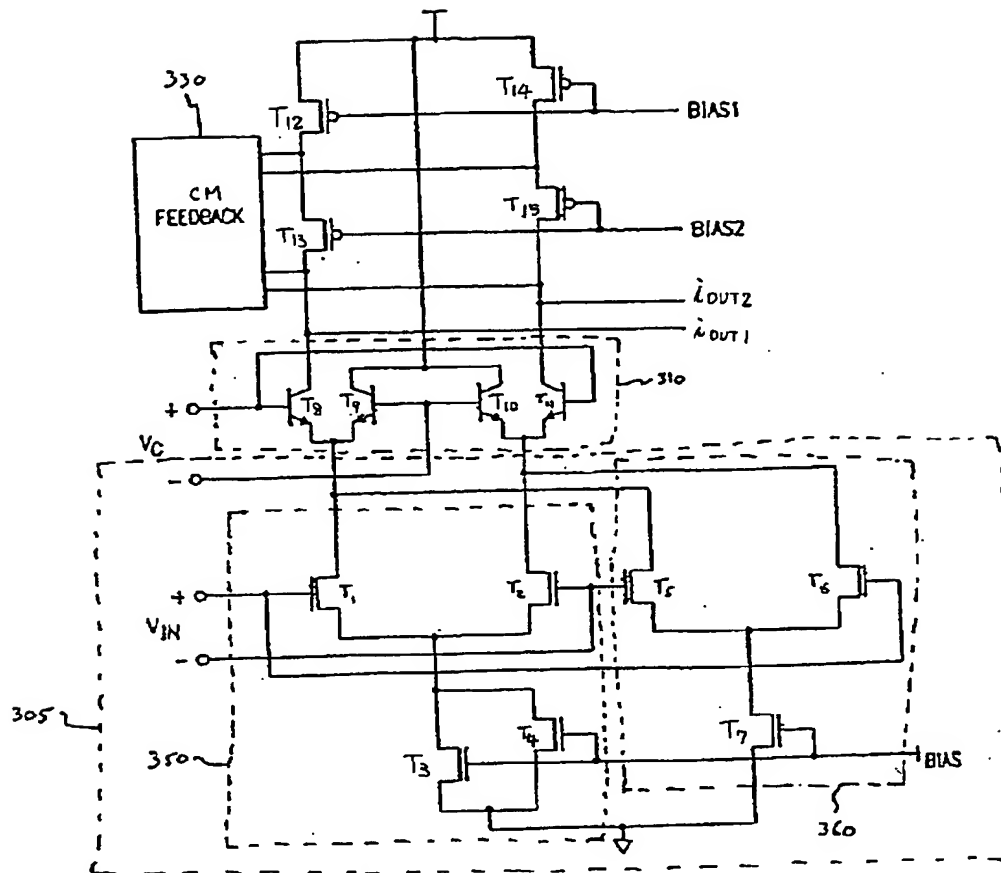 330
T14
T12
BIAS1
CM
FEEDBACK
T15
T13
BIAS2
iOUT2
iOUT1
310
+
T8
T9
T10
T11
VC
-
+
T1
T2
T5
T6
VIN
-
305
T4
T7
350
T3
BIAS
360